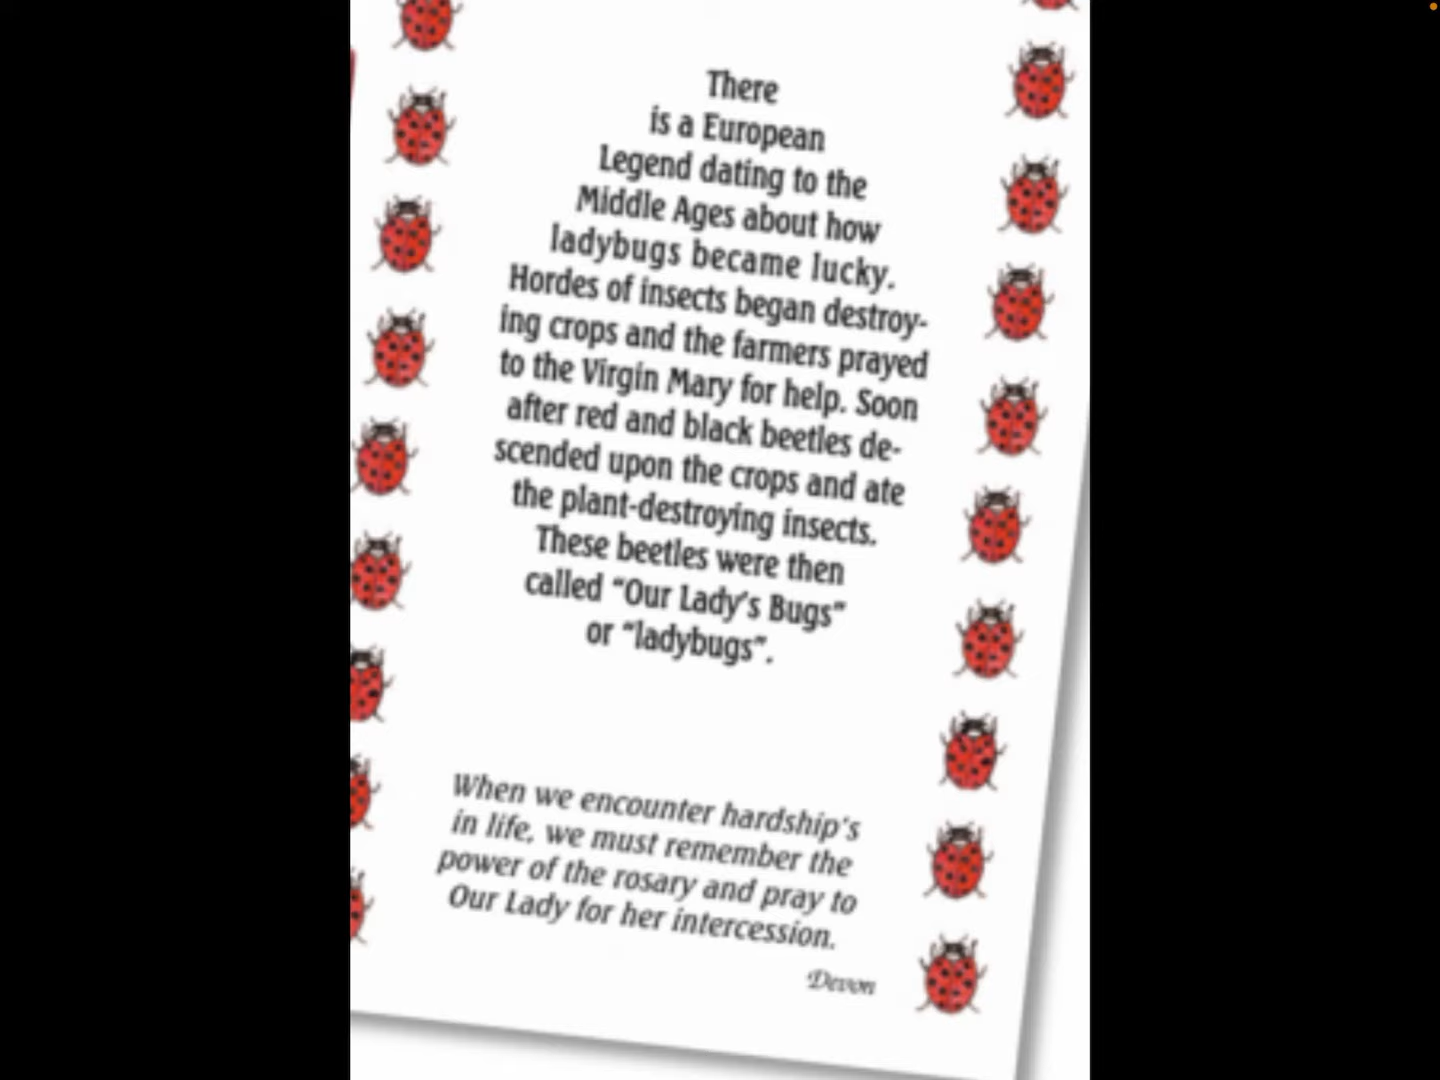 There
is a European
Legend dating to the
Middle Ages about how
ladybugs became lucky.
Hordes of insects began destroy-
ing crops and the farmers prayed
to the Virgin Mary for help. Soon
after red and black beetles de-
scended upon the crops and ate
the plant-destroying insects.
These beetles were then
called “Our Lady’s Bugs”
or “ladybugs”.
When we encounter hardship's
in life, we must remember the
power of the rosary and pray to
Our Lady for her intercession.
Devon